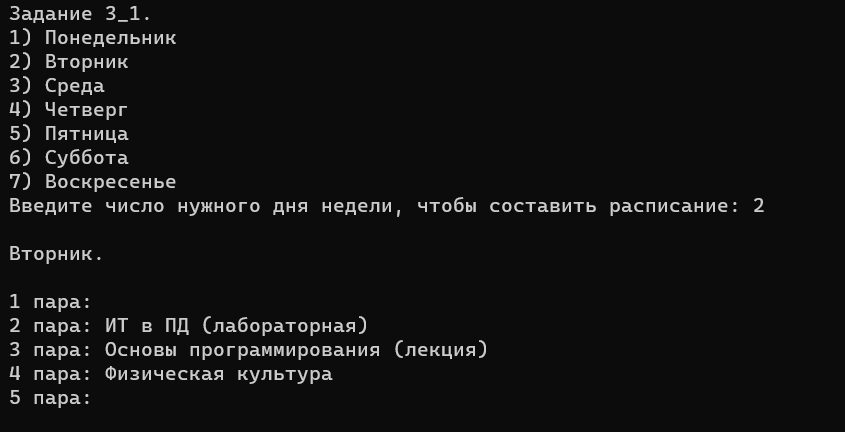 Задание 3_1.
1) Понедельник
2) Вторник
3) Среда
4) Четверг
5) Пятница
6) Суббота
7) Воскресенье
Введите число нужного дня недели, чтобы составить расписание: 2
Вторник.
1 пара:
2 пара: ИТ в ПД (лабораторная)
3 пара: Основы программирования (лекция)
4 пара: Физическая культура
5 пара: